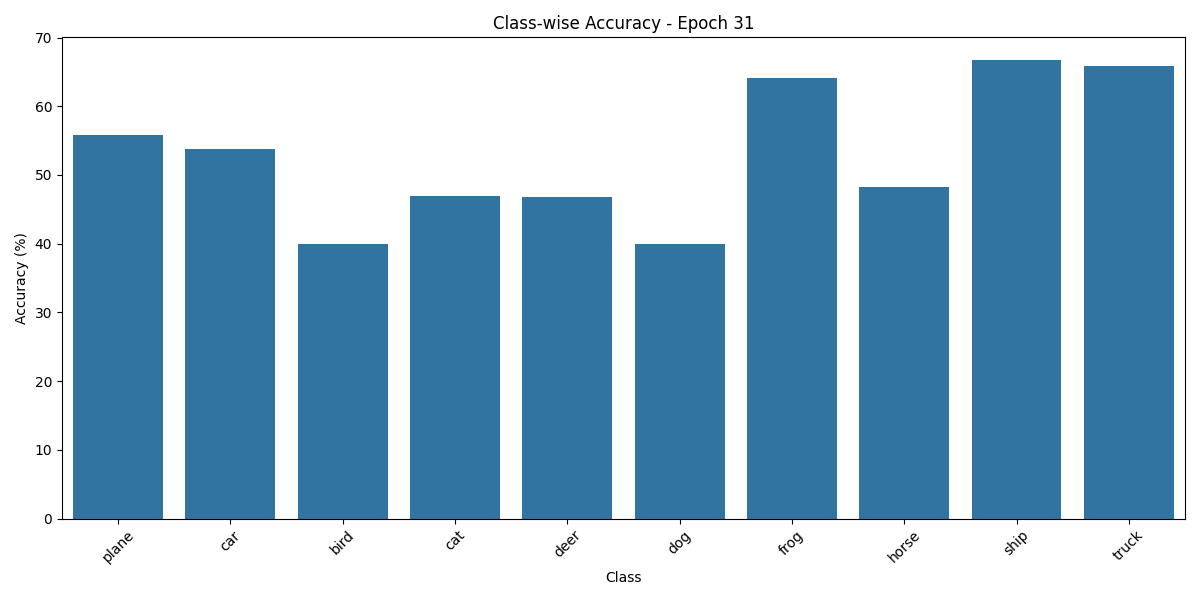 Class-wise Accuracy - Epoch 31
Accuracy (%)
70
60
50
40
30
20
10
0
plane car bird cat deer dog frog horse ship truck
Class